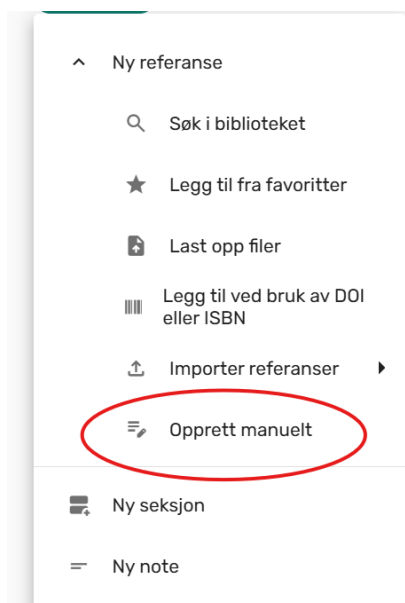 Ny referanse
Søk i biblioteket
Legg til fra favoritter
Last opp filer
Legg til ved bruk av DOI
eller ISBN
Importer referanser
Opprett manuelt
Ny seksjon
Ny note